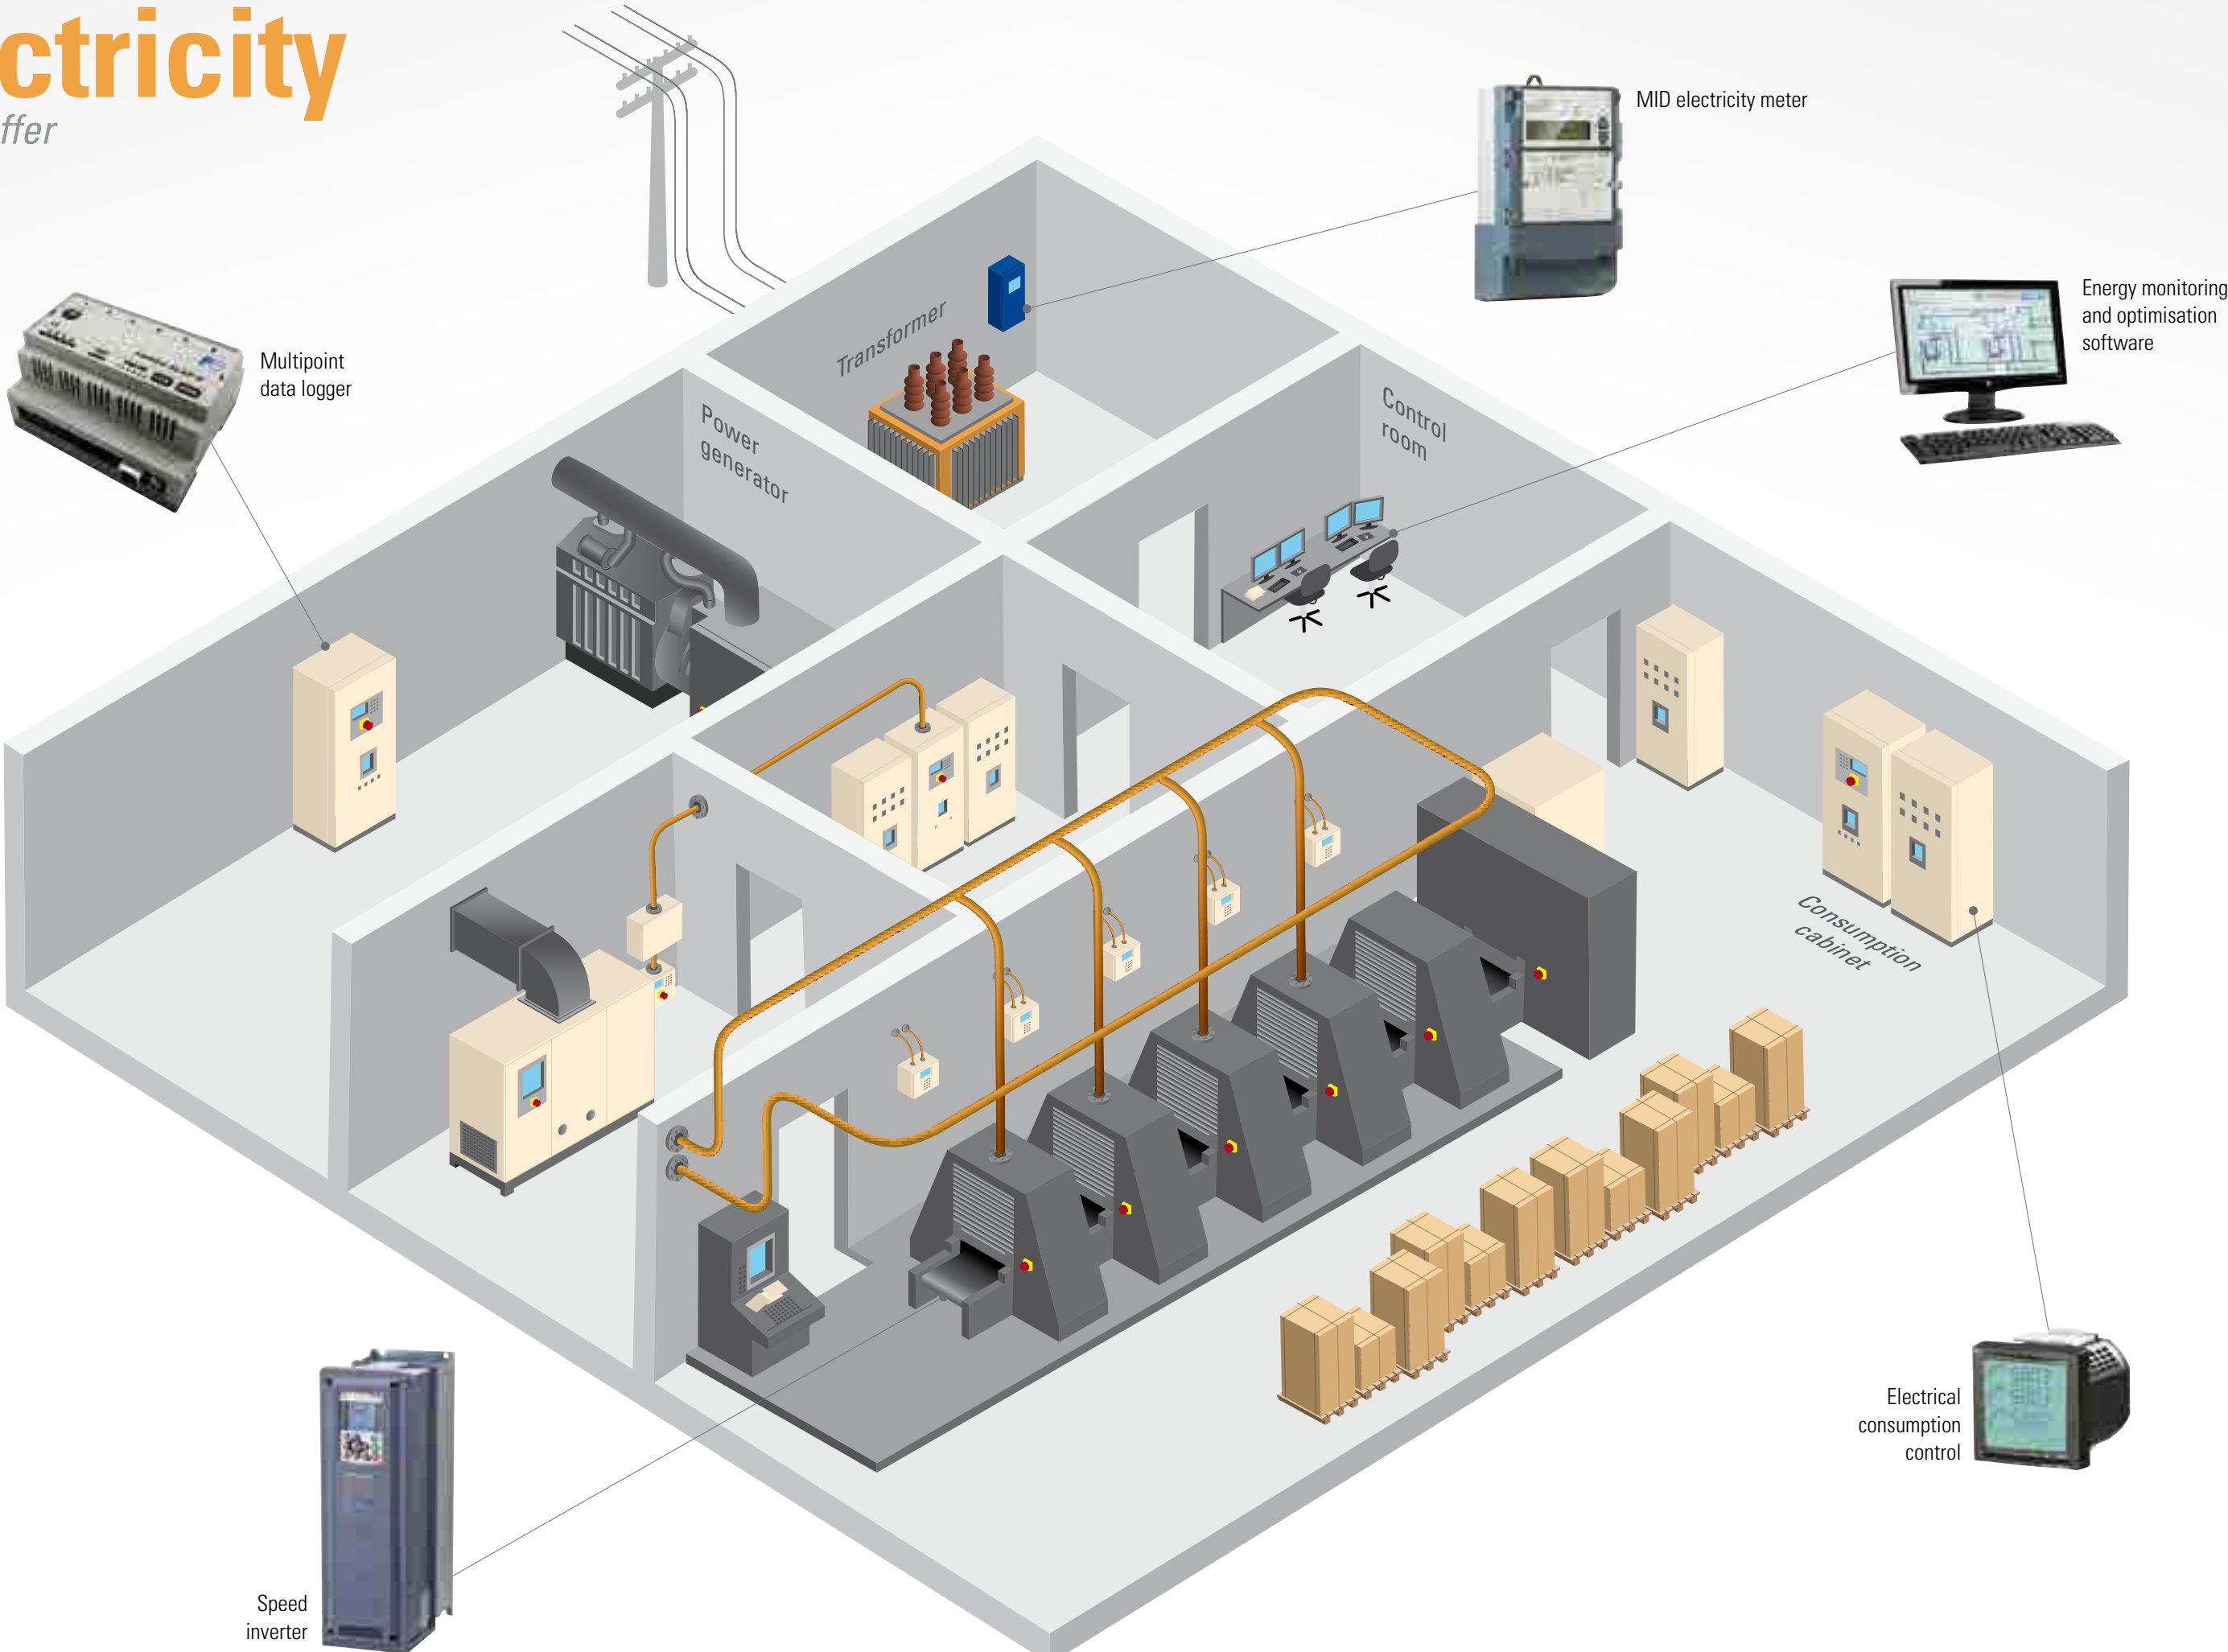 ctricity
ffer
MID electricity meter
Energy monitoring
and optimisation
software
Multipoint
data logger
Transformer
Power
generator
Control
room
Consumption
cabinet
Electrical
consumption
control
Speed
inverter